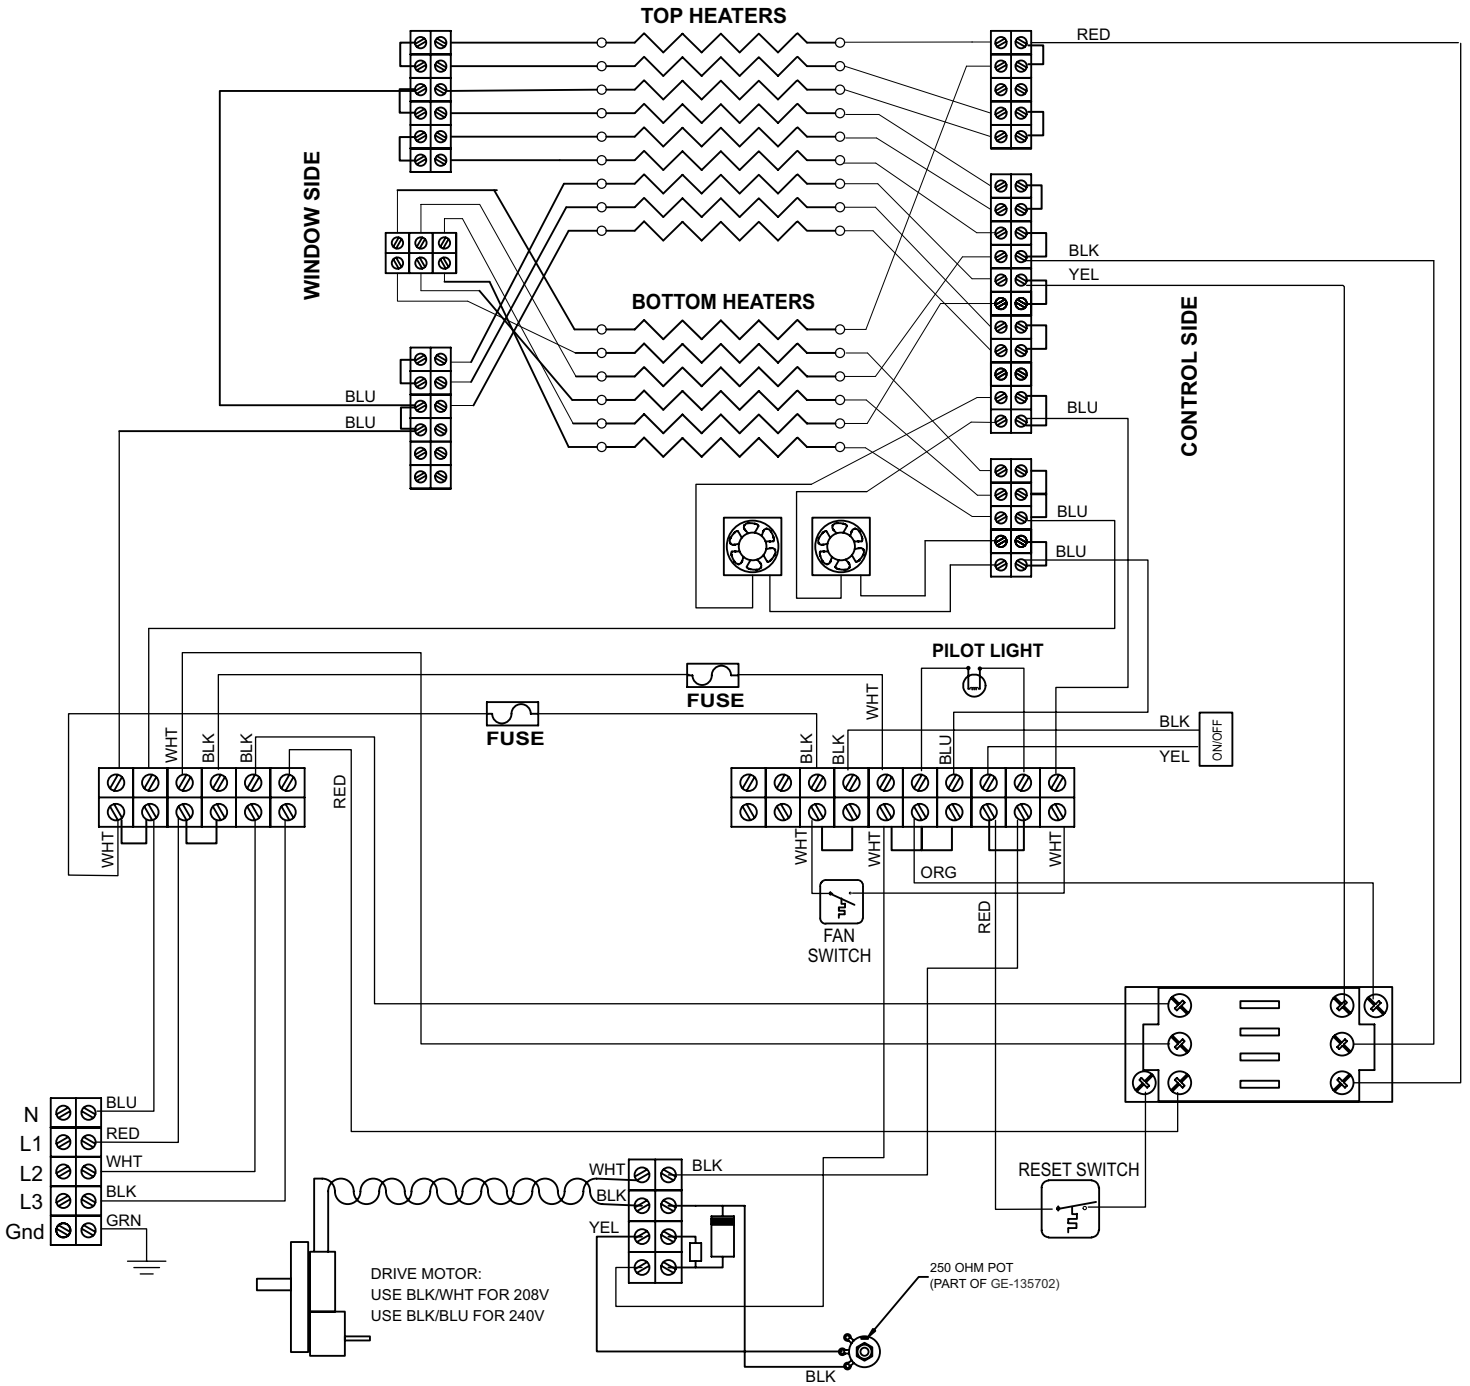 TOP HEATERS
RED
WINDOW SIDE
BLK
YEL
BOTTOM HEATERS
CONTROL SIDE
BLU
BLU
BLU
BLU
BLU
PILOT LIGHT
FUSE
FUSE
WHT
BLK
BLK
RED
BLK
BLK
WHT
BLU
BLK
YEL
ON/OFF
WHT
WHT
WHT
WHT
ORG
RED
FAN
SWITCH
N
BLU
L1
RED
L2
WHT
L3
BLK
Gnd
GRN
WHT
BLK
BLK
YEL
RESET SWITCH
DRIVE MOTOR:
USE BLK/WHT FOR 208V
USE BLK/BLU FOR 240V
250 OHM POT
(PART OF GE-135702)
BLK